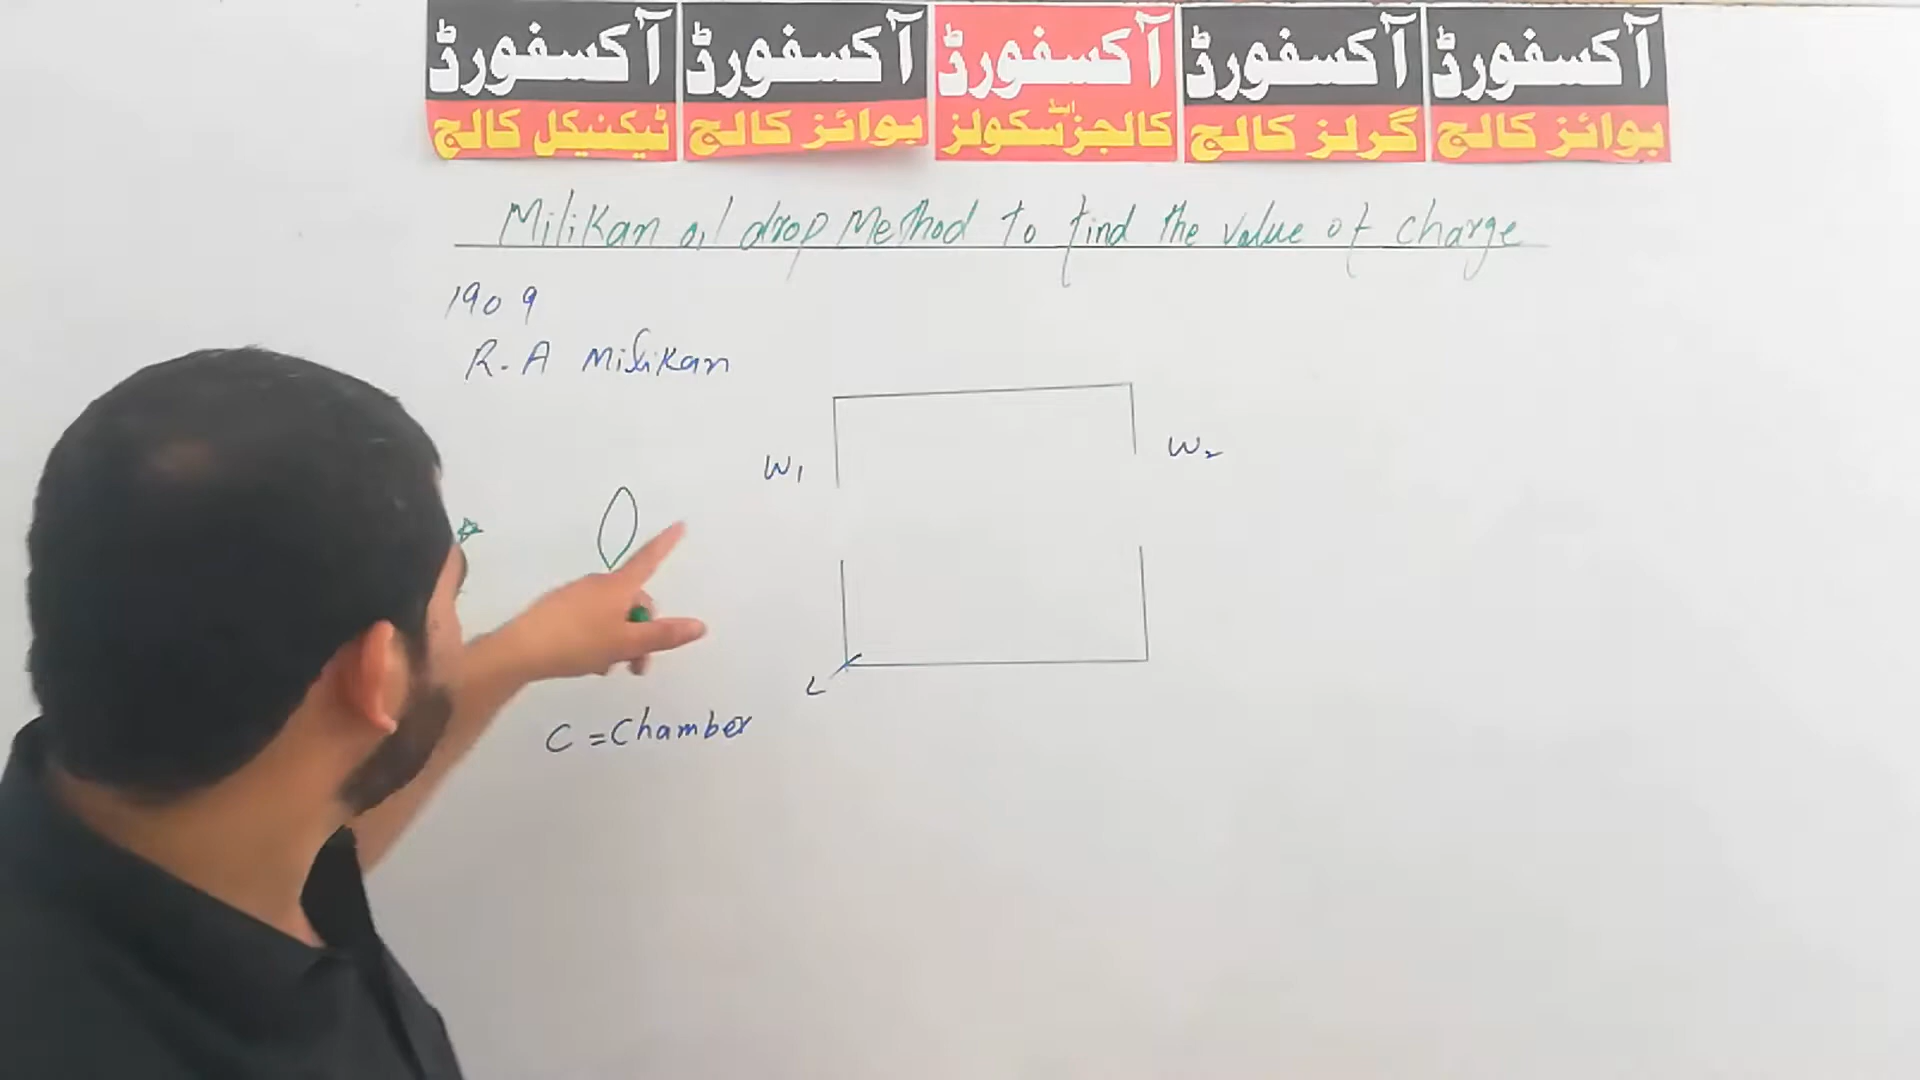 آکسفورڈ آکسفورڈ آکسفورڈ آکسفورڈ آکسفورڈ
بوائز کالج گرلز کالج کالجز اینڈ سکولز بوائز کالج ٹیکنیکل کالج
Milikan oil drop Method to find the value of charge
1909
R.A Milikan
W1 W2
C
C = Chamber